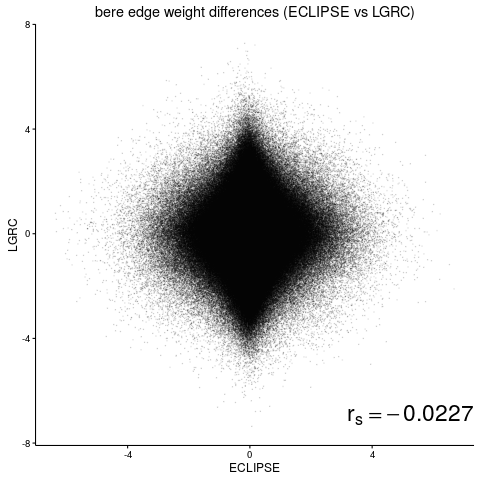 bere edge weight differences (ECLIPSE vs LGRC)
8
4
0
-4
-8
LGRC
rs = −0.0227
-4 0 4
ECLIPSE